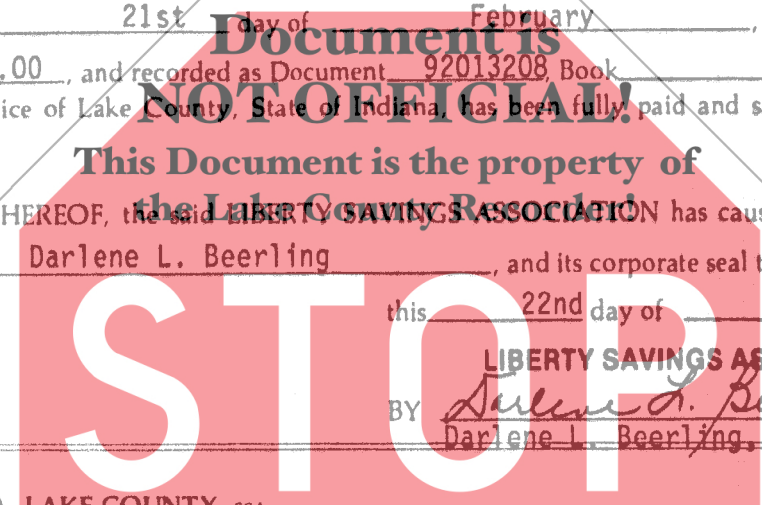 21st day of February ,
Document is
.00 , and recorded as Document 92013208, Book
NOT OFFICIAL!
ice of Lake County, State of Indiana, has been fully paid and s
This Document is the property of
the Lake County Recorder!
HEREOF, the said LIBERTY SAVINGS ASSOCIATION has caus
Darlene L. Beerling , and its corporate seal t
this 22nd day of
STOP
LIBERTY SAVINGS AS
BY Darlene L. Be
Darlene L. Beerling,
LAKE COUNTY